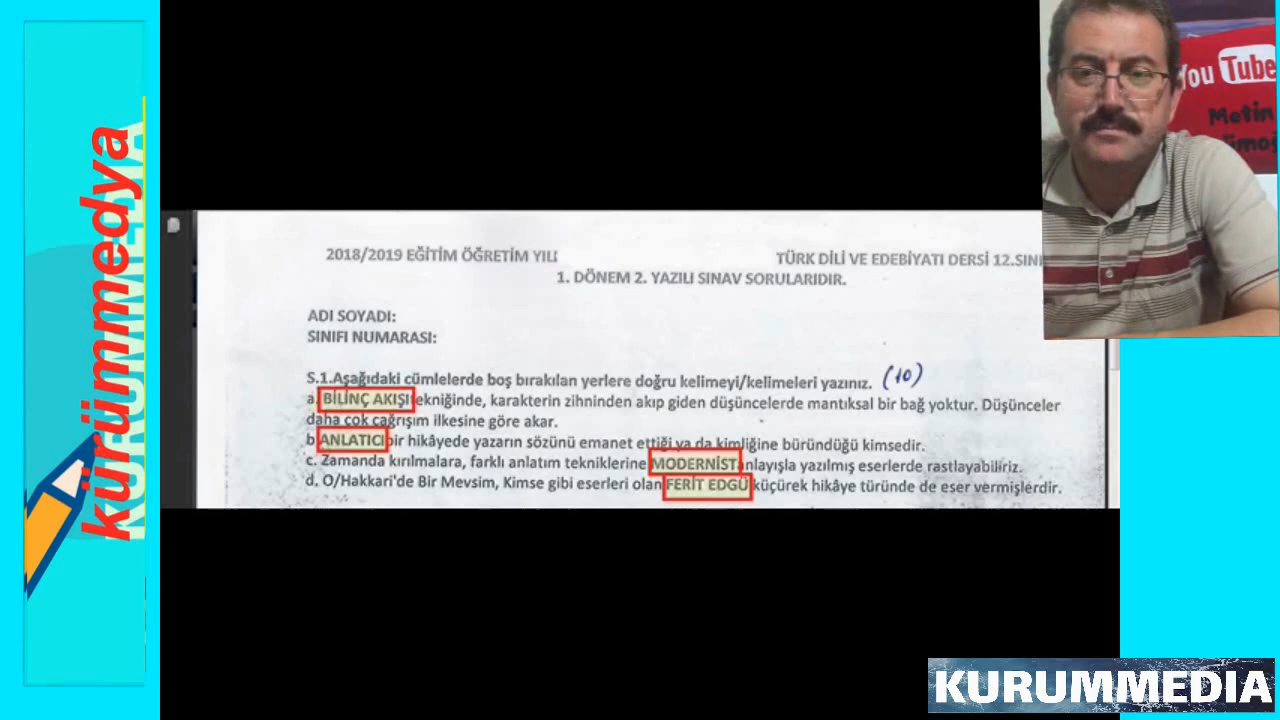 kürümmedya
KURUMMEDIA
You Tube
Metin
2018/2019 EĞİTİM ÖĞRETİM YILI
TÜRK DİLİ VE EDEBİYATI DERSİ 12.SINI
1. DÖNEM 2. YAZILI SINAV SORULARIDIR.
ADI SOYADI:
SINIFI NUMARASI:
S.1.Aşağıdaki cümlelerde boş bırakılan yerlere doğru kelimeyi/kelimeleri yazınız. (10)
a. BİLİNÇ AKIŞI tekniğinde, karakterin zihninden akıp giden düşüncelerde mantıksal bir bağ yoktur. Düşünceler
daha çok çağrışım ilkesine göre akar.
b ANLATICI bir hikâyede yazarın sözünü emanet ettiği ya da kimliğine büründüğü kimsedir.
c. Zamanda kırılmalara, farklı anlatım tekniklerine MODERNİST anlayışla yazılmış eserlerde rastlayabiliriz.
d. O/Hakkari'de Bir Mevsim, Kimse gibi eserleri olan FERİT EDGÜ küçürek hikâye türünde de eser vermişlerdir.
KURUMMEDIA